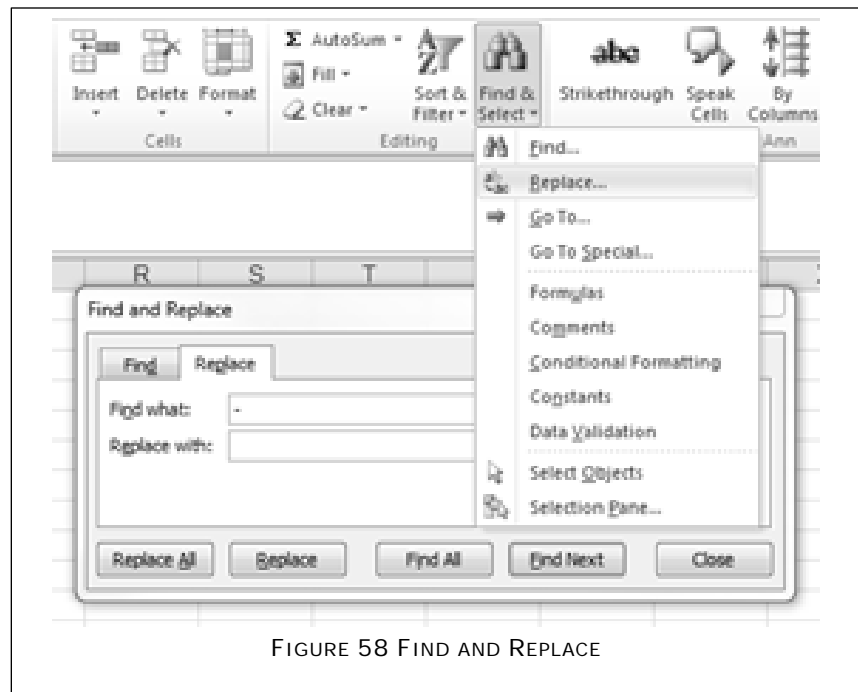 Insert Delete Format
Cells
Σ AutoSum
Fill
Clear
Sort & Filter
Find & Select
Editing
abc
Strikethrough
Speak Cells
By Columns
Ann
Find...
Replace...
Go To...
Go To Special...
Formulas
Comments
Conditional Formatting
Constants
Data Validation
Select Objects
Selection Pane...
R S T
Find and Replace
Find Replace
Find what: -
Replace with:
Replace All Replace Find All Find Next Close
FIGURE 58 FIND AND REPLACE